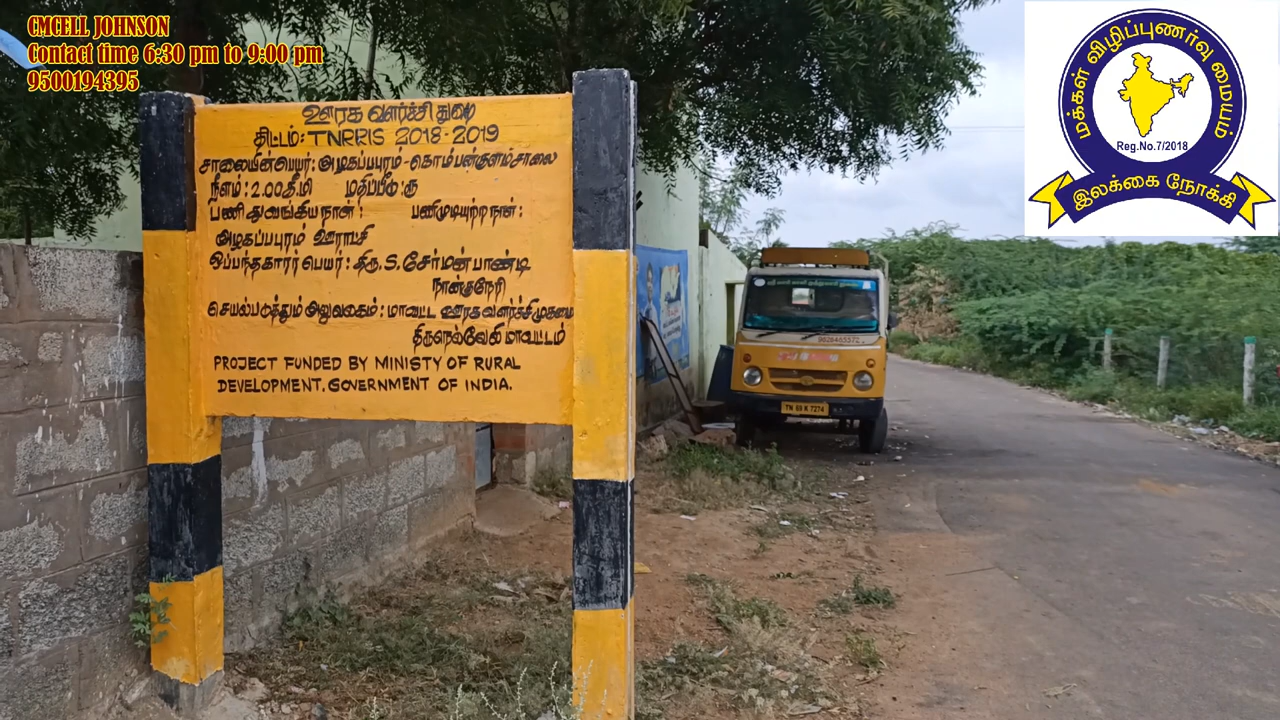 CMCELL JOHNSON
Contact time 6:30 pm to 9:00 pm
9500194395
மக்கள் விழிப்புணர்வு மையம்
Reg.No.7/2018
இலக்கை நோக்கி
ஊரக வளர்ச்சி துறை
திட்டம்: TNRRIS 2018-2019
சாலையின்பெயர்: அழகப்பபுரம் - கொம்பன்குளம்சாலை
நீளம்: 2.00கி.மி மதிப்பீடு:ரூ
பணி துவங்கிய நாள்: பணிமுடிவுற்ற நாள்:
அழகப்பபுரம் ஊராட்சி
ஒப்பந்தகாரர் பெயர்: திரு.S.சேர்மன் பாண்டி
நான்குநேரி
செயல்படுத்தும் அலுவலகம்: மாவட்ட ஊரகவளர்ச்சிமுகமை
திருநெல்வேலி மாவட்டம்
PROJECT FUNDED BY MINISTY OF RURAL
DEVELOPMENT. GOVERNMENT OF INDIA.
TN 69 K 7274